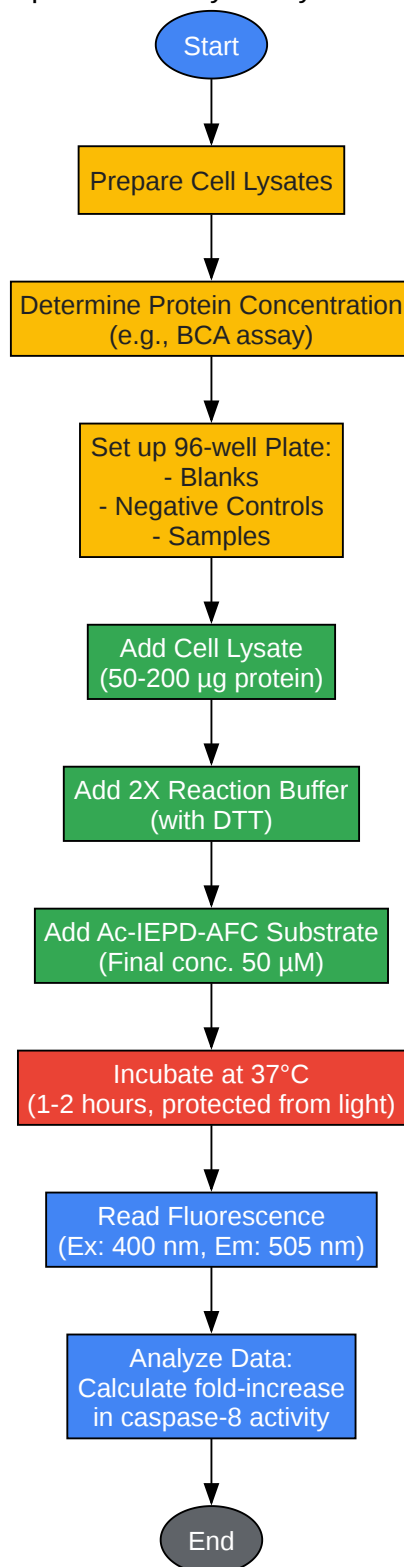 Start
Prepare Cell Lysates
Determine Protein Concentration
(e.g., BCA assay)
Set up 96-well Plate:
- Blanks
- Negative Controls
- Samples
Add Cell Lysate
(50-200 µg protein)
Add 2X Reaction Buffer
(with DTT)
Add Ac-IEPD-AFC Substrate
(Final conc. 50 µM)
Incubate at 37°C
(1-2 hours, protected from light)
Read Fluorescence
(Ex: 400 nm, Em: 505 nm)
Analyze Data:
Calculate fold-increase
in caspase-8 activity
End